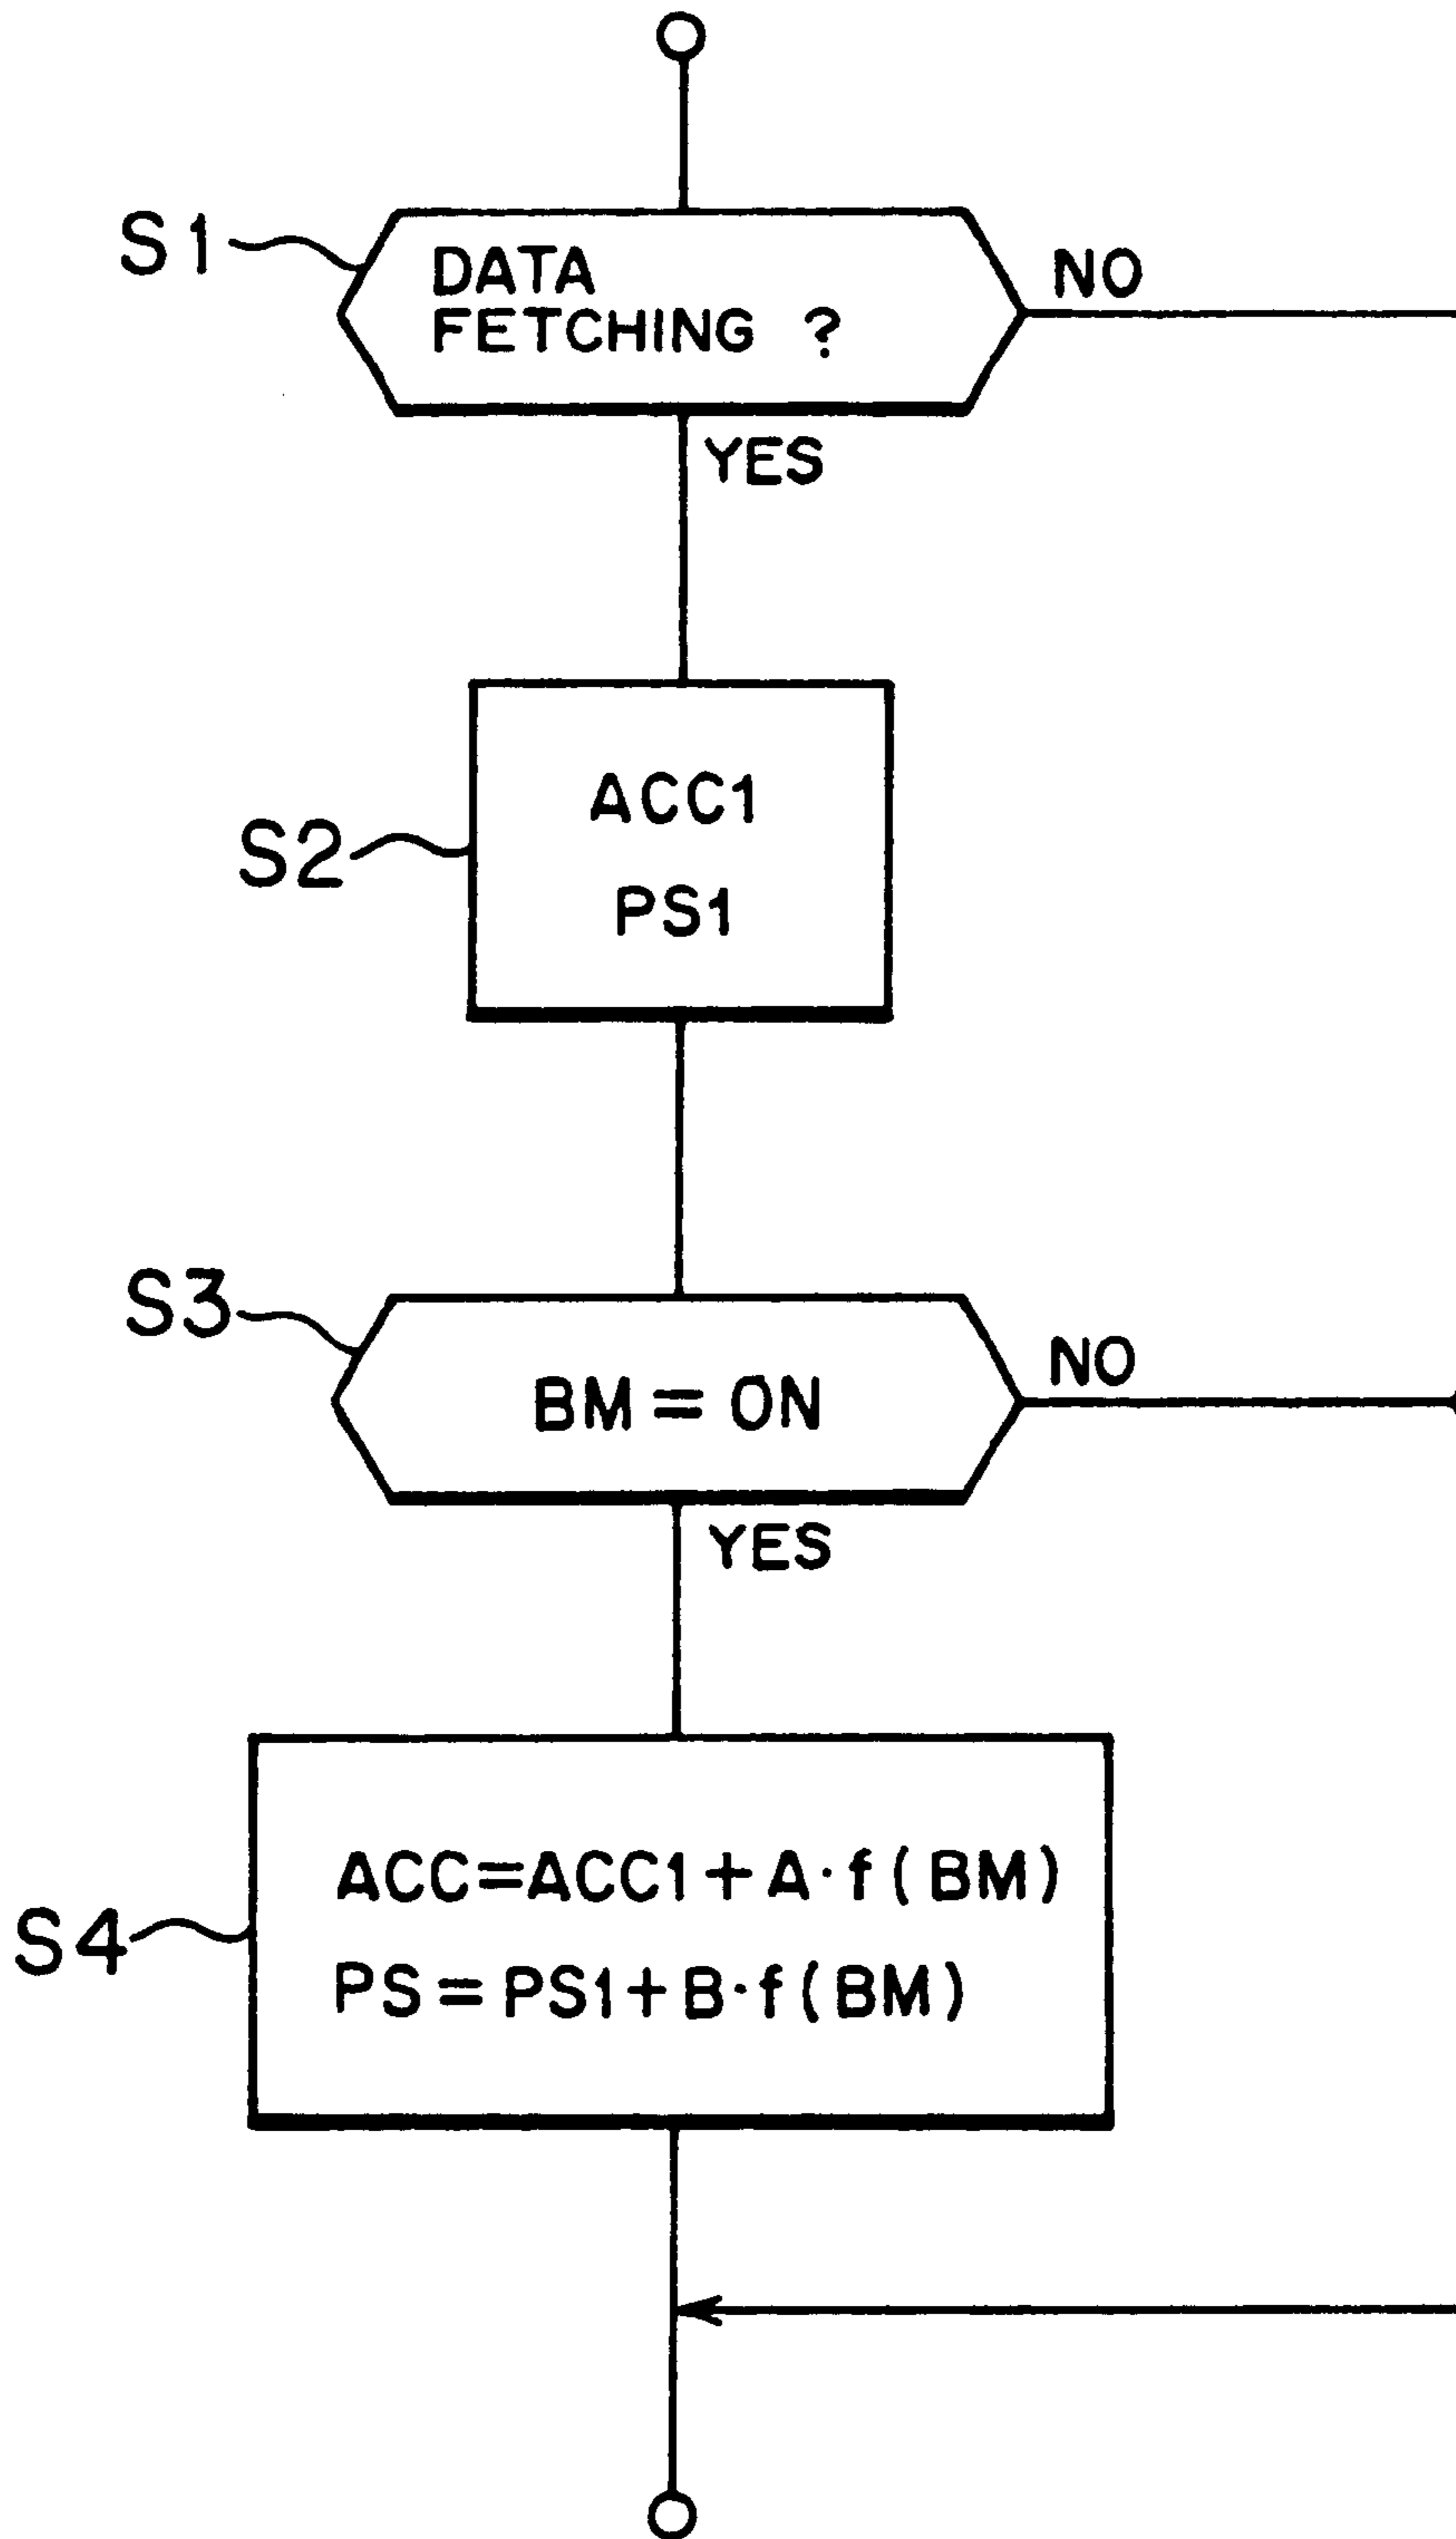 S1
DATA
FETCHING ?
NO
YES
S2
ACC1
PS1
S3
BM = ON
NO
YES
S4
ACC=ACC1+A·f(BM)
PS=PS1+B·f(BM)